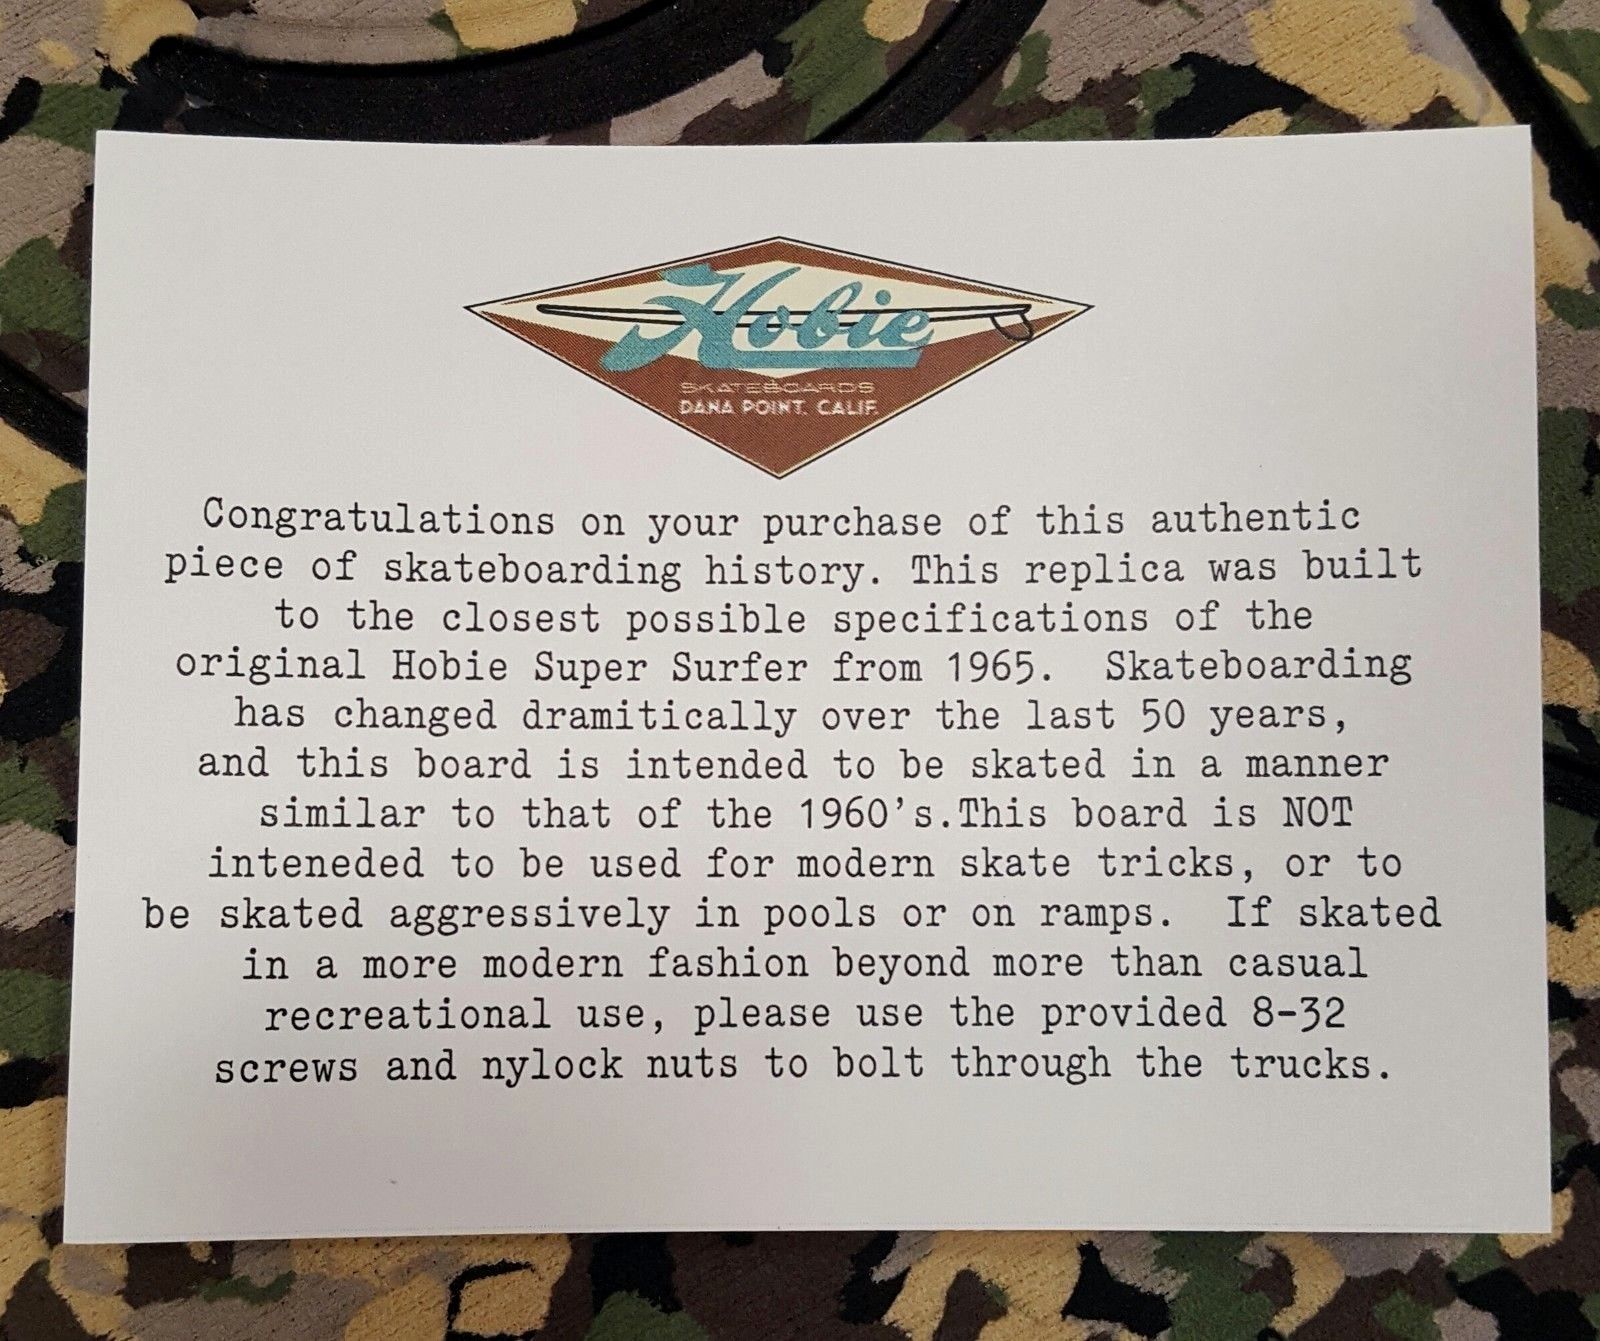 Hobie
SKATEBOARDS
DANA POINT, CALIF.
Congratulations on your purchase of this authentic
piece of skateboarding history. This replica was built
to the closest possible specifications of the
original Hobie Super Surfer from 1965. Skateboarding
has changed dramitically over the last 50 years,
and this board is intended to be skated in a manner
similar to that of the 1960's.This board is NOT
inteneded to be used for modern skate tricks, or to
be skated aggressively in pools or on ramps. If skated
in a more modern fashion beyond more than casual
recreational use, please use the provided 8-32
screws and nylock nuts to bolt through the trucks.